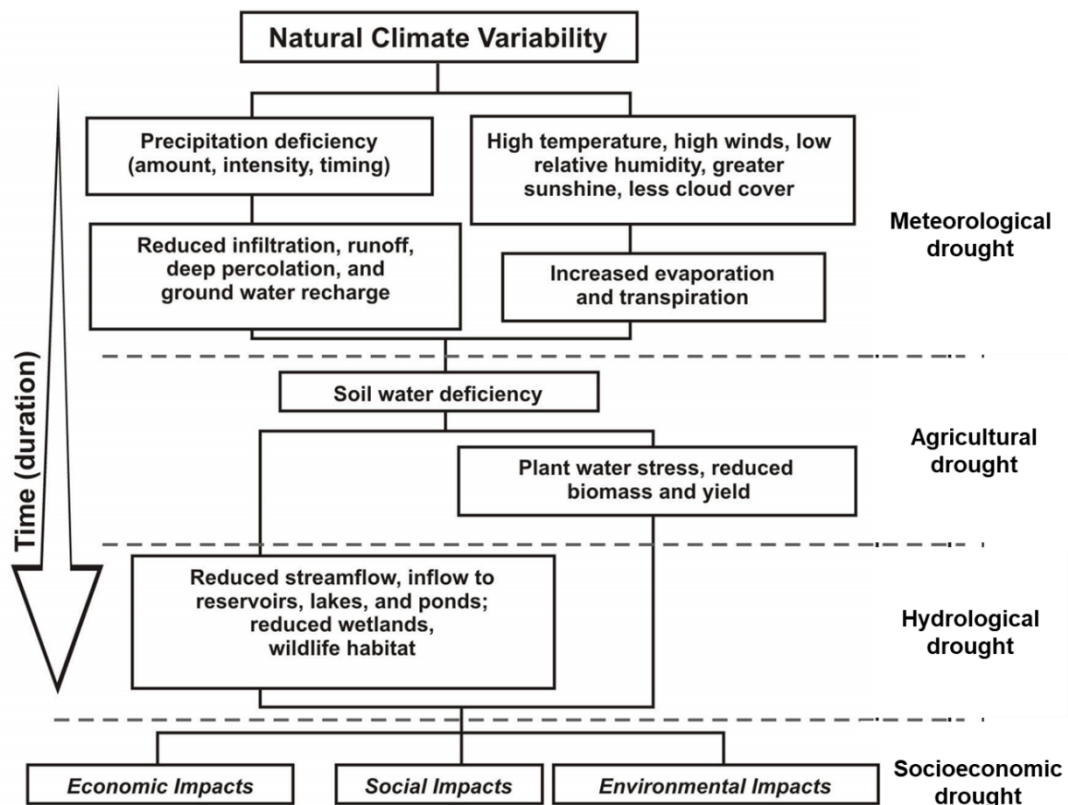 Natural Climate Variability
Precipitation deficiency
(amount, intensity, timing)
High temperature, high winds, low
relative humidity, greater
sunshine, less cloud cover
Meteorological
drought
Reduced infiltration, runoff,
deep percolation, and
ground water recharge
Increased evaporation
and transpiration
Time (duration)
Soil water deficiency
Agricultural
drought
Plant water stress, reduced
biomass and yield
Reduced streamflow, inflow to
reservoirs, lakes, and ponds;
reduced wetlands,
wildlife habitat
Hydrological
drought
Economic Impacts
Social Impacts
Environmental Impacts
Socioeconomic
drought